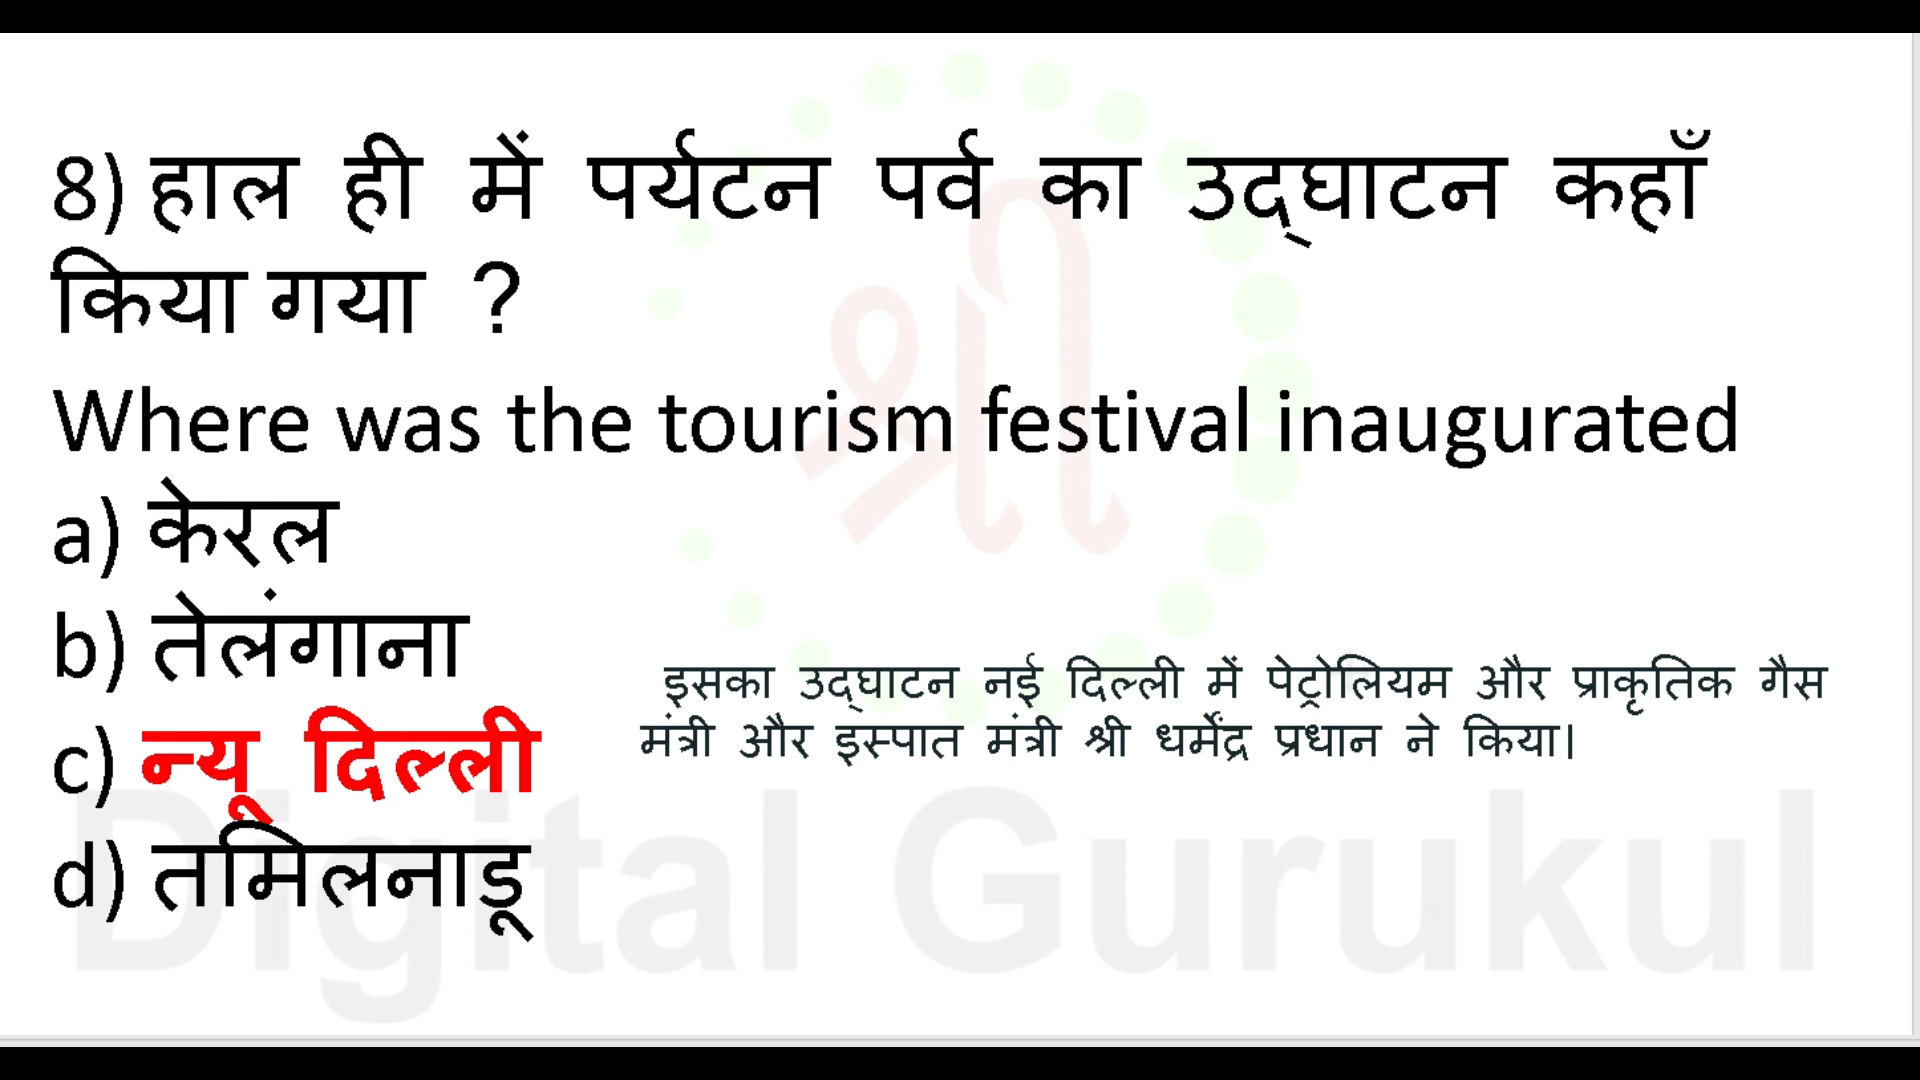 8) हाल ही में पर्यटन पर्व का उद्‌घाटन कहाँ
किया गया ?
Where was the tourism festival inaugurated
a) केरल
b) तेलंगाना
c) न्यू दिल्ली
d) तमिलनाडू
इसका उद्‌घाटन नई दिल्ली में पेट्रोलियम और प्राकृतिक गैस
मंत्री और इस्पात मंत्री श्री धर्मेंद्र प्रधान ने किया।
श्री
Digital Gurukul